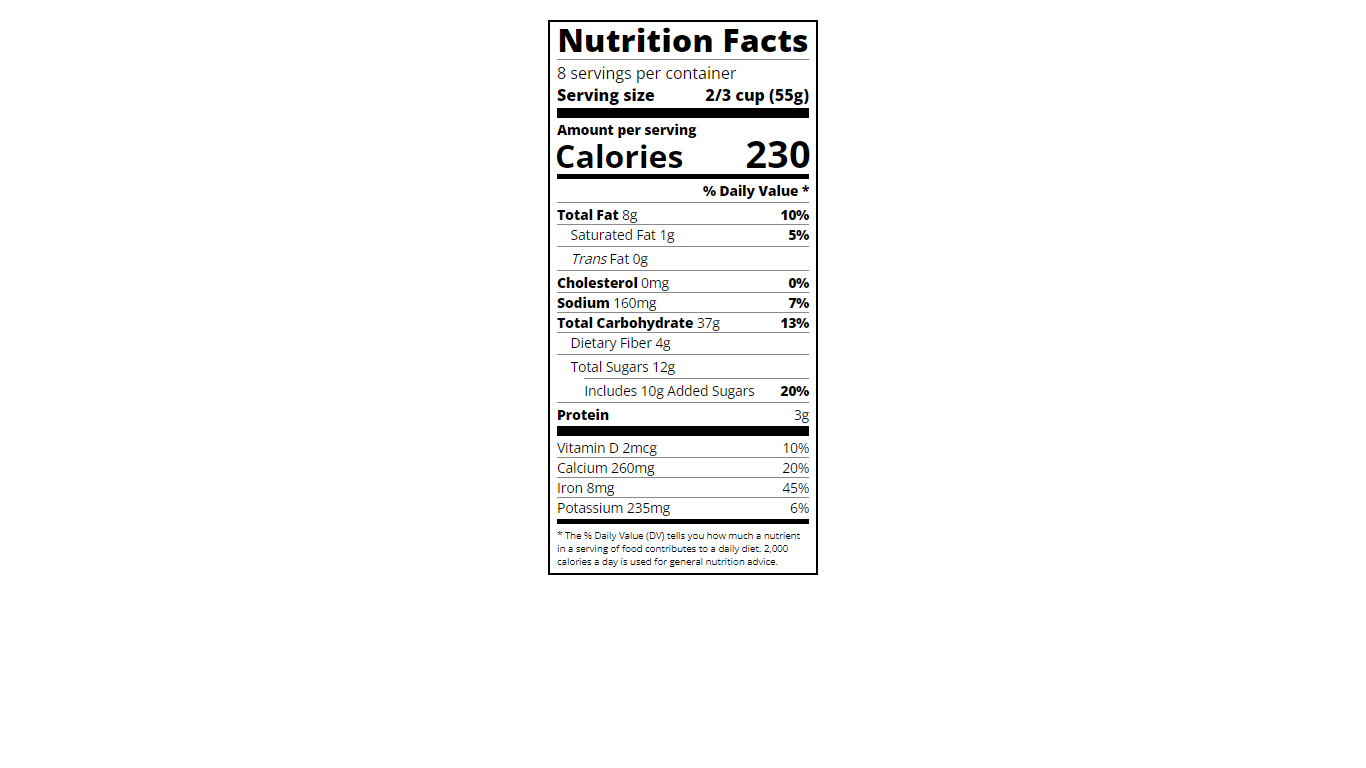 Nutrition Facts
8 servings per container
Serving size 2/3 cup (55g)
Amount per serving
Calories 230
% Daily Value *
Total Fat 8g 10%
Saturated Fat 1g 5%
Trans Fat 0g
Cholesterol 0mg 0%
Sodium 160mg 7%
Total Carbohydrate 37g 13%
Dietary Fiber 4g
Total Sugars 12g
Includes 10g Added Sugars 20%
Protein 3g
Vitamin D 2mcg 10%
Calcium 260mg 20%
Iron 8mg 45%
Potassium 235mg 6%
* The % Daily Value (DV) tells you how much a nutrient
in a serving of food contributes to a daily diet. 2,000
calories a day is used for general nutrition advice.